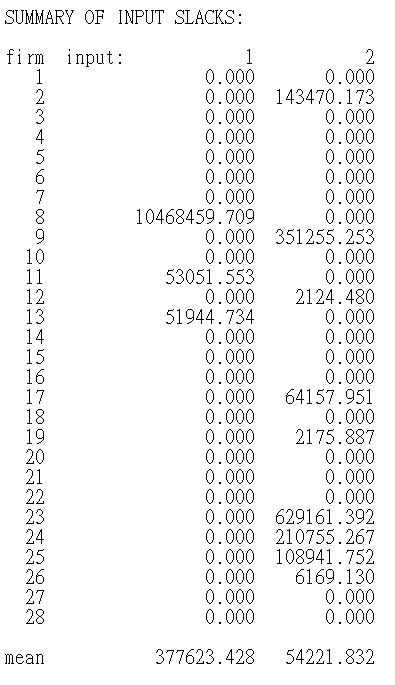 SUMMARY OF INPUT SLACKS:
firm input: 1 2
1 0.000 0.000
2 0.000 143470.173
3 0.000 0.000
4 0.000 0.000
5 0.000 0.000
6 0.000 0.000
7 0.000 0.000
8 10468459.709 0.000
9 0.000 351255.253
10 0.000 0.000
11 53051.553 0.000
12 0.000 2124.480
13 51944.734 0.000
14 0.000 0.000
15 0.000 0.000
16 0.000 0.000
17 0.000 64157.951
18 0.000 0.000
19 0.000 2175.887
20 0.000 0.000
21 0.000 0.000
22 0.000 0.000
23 0.000 629161.392
24 0.000 210755.267
25 0.000 108941.752
26 0.000 6169.130
27 0.000 0.000
28 0.000 0.000
mean 377623.428 54221.832